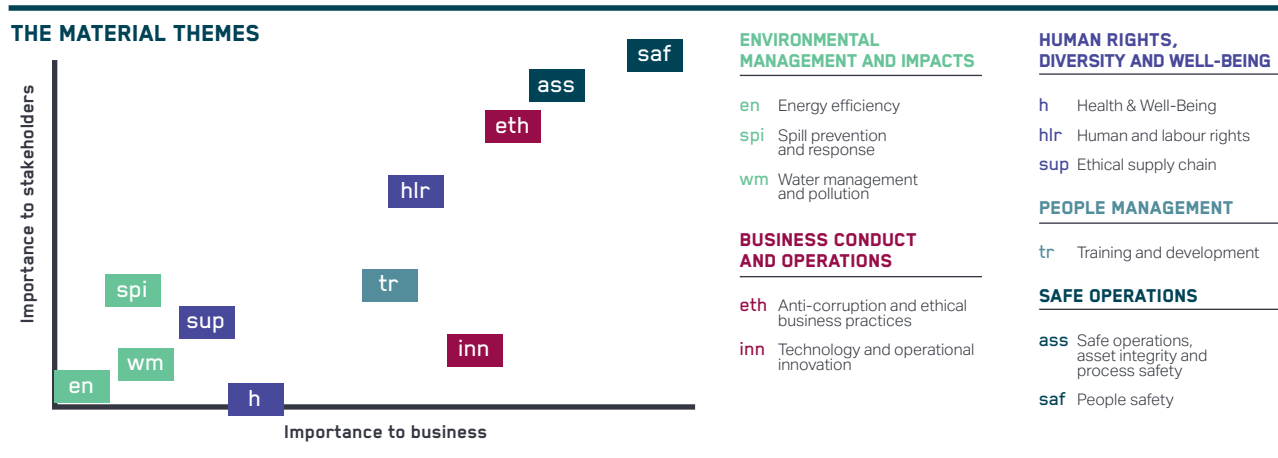 THE MATERIAL THEMES
Importance to stakeholders
saf
ass
eth
hlr
tr
spi
sup
inn
wm
en
h
Importance to business
ENVIRONMENTAL
MANAGEMENT AND IMPACTS
en Energy efficiency
spi Spill prevention
and response
wm Water management
and pollution
BUSINESS CONDUCT
AND OPERATIONS
eth Anti-corruption and ethical
business practices
inn Technology and operational
innovation
HUMAN RIGHTS,
DIVERSITY AND WELL-BEING
h Health & Well-Being
hlr Human and labour rights
sup Ethical supply chain
PEOPLE MANAGEMENT
tr Training and development
SAFE OPERATIONS
ass Safe operations,
asset integrity and
process safety
saf People safety